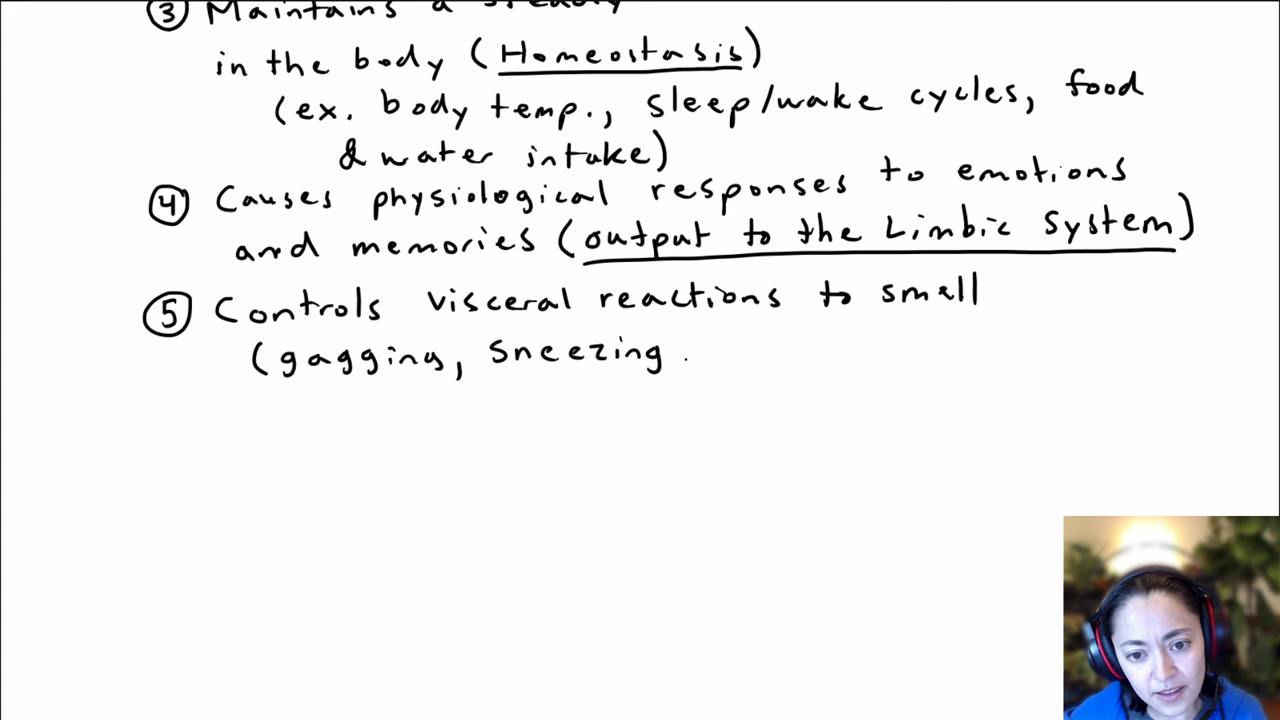 ③ Maintains a steady
in the body (Homeostasis)
(ex. body temp., sleep/wake cycles, food
& water intake)
④ Causes physiological responses to emotions
and memories (output to the Limbic System)
⑤ Controls visceral reactions to smell
(gagging, sneezing.